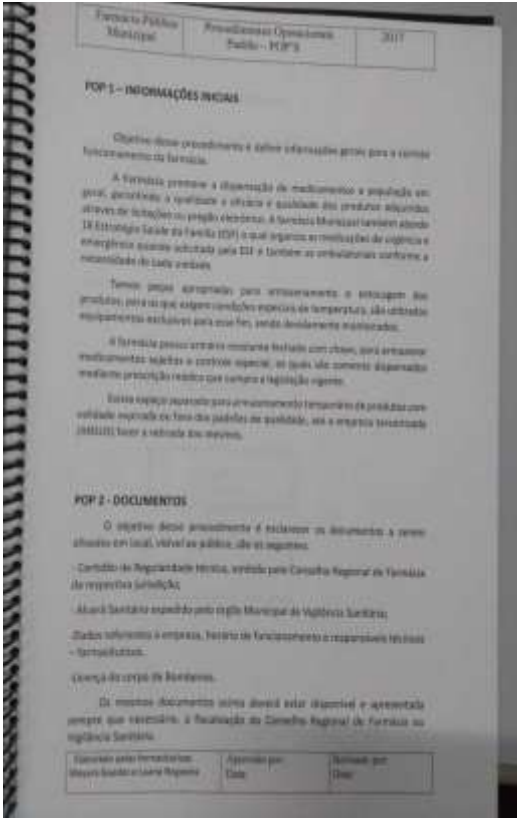 Farmácia Pública
Municipal
Procedimento Operacional
Padrão – POP'S
2017
POP 1 – INFORMAÇÕES INICIAIS
Objetivo desse procedimento é definir informações gerais para o normal
funcionamento da farmácia.
A farmácia promove a dispensação de medicamentos a população em
geral, garantindo a qualidade e eficácia e qualidade dos produtos adquiridos
através de licitações ou pregão eletrônico. A farmácia Municipal também atende
18 Estratégia Saúde da Família (ESF) a qual organiza as medicações de urgência e
emergência quando solicitada pela ESF e também as ambulatoriais conforme a
necessidade de cada unidade.
Temos peças apropriadas para armazenamento e estocagem dos
produtos, para os que exigem condições especiais de temperatura, são utilizados
equipamentos exclusivos para esse fim, sendo devidamente monitorados.
A farmácia possui armário resistente fechado com chave, para armazenar
medicamentos sujeitos a controle especial, os quais são somente dispensados
mediante prescrição médica que cumpra a legislação vigente.
Existe espaço separado para armazenamento temporário de produtos com
validade expirada ou fora dos padrões de qualidade, até a empresa terceirizada
fazer a retirada dos mesmos.
POP 2 - DOCUMENTOS
O objetivo desse procedimento é esclarecer os documentos a serem
afixados em local, visível ao público, são os seguintes:
- Certidão de Regularidade técnica, emitida pelo Conselho Regional de Farmácia
da respectiva jurisdição;
- Alvará Sanitário expedido pelo órgão Municipal de Vigilância Sanitária;
-Dados referentes à empresa, horário de funcionamento e responsáveis técnicos
– farmacêuticos.
-Licença do corpo de Bombeiros.
Os mesmos documentos acima deverá estar disponível e apresentada
sempre que necessário, à fiscalização do Conselho Regional de Farmácia ou
Vigilância Sanitária.
Elaborado pelas farmacêuticas:
Aprovado por:
Data:
Revisado por:
Data: